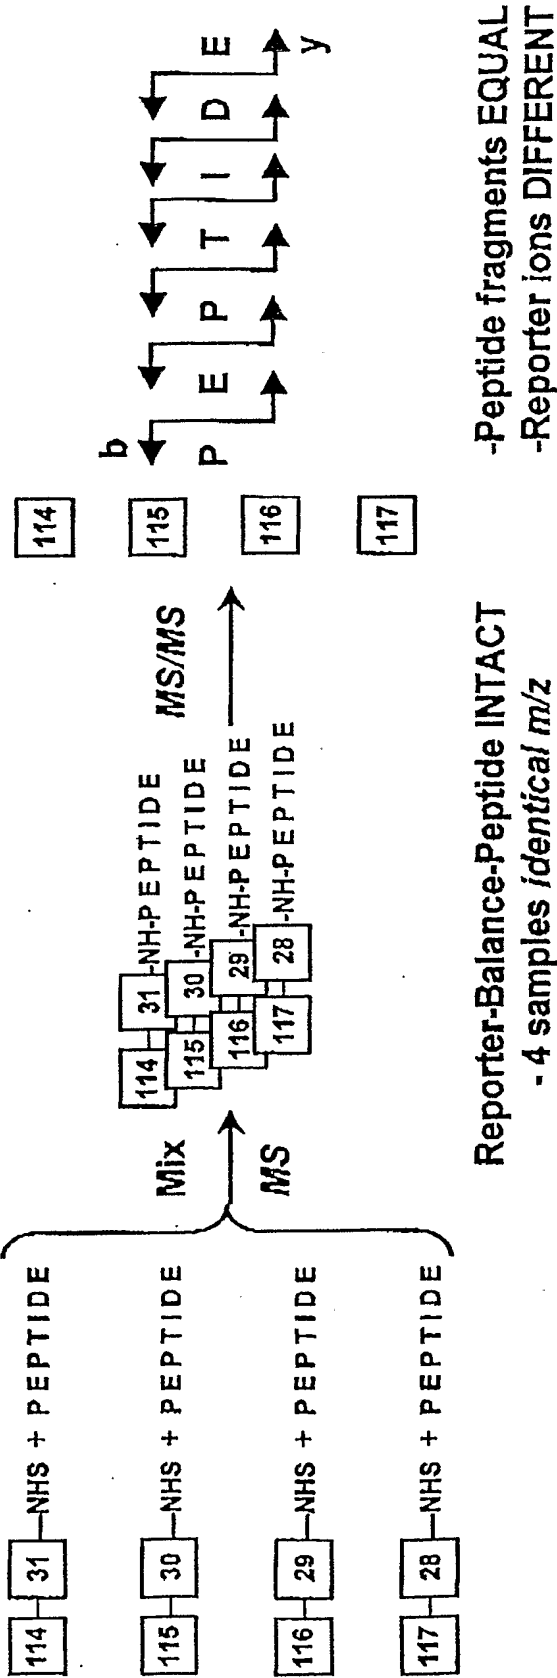 114 31 -NHS + PEPTIDE
115 30 -NHS + PEPTIDE
116 29 -NHS + PEPTIDE
117 28 -NHS + PEPTIDE
Mix
MS
114 31 -NH-PEPTIDE
115 30 -NH-PEPTIDE
116 29 -NH-PEPTIDE
117 28 -NH-PEPTIDE
Reporter-Balance-Peptide INTACT
- 4 samples identical m/z
MS/MS
114
115
116
117
b
P E P T I D E
y
-Peptide fragments EQUAL
-Reporter ions DIFFERENT